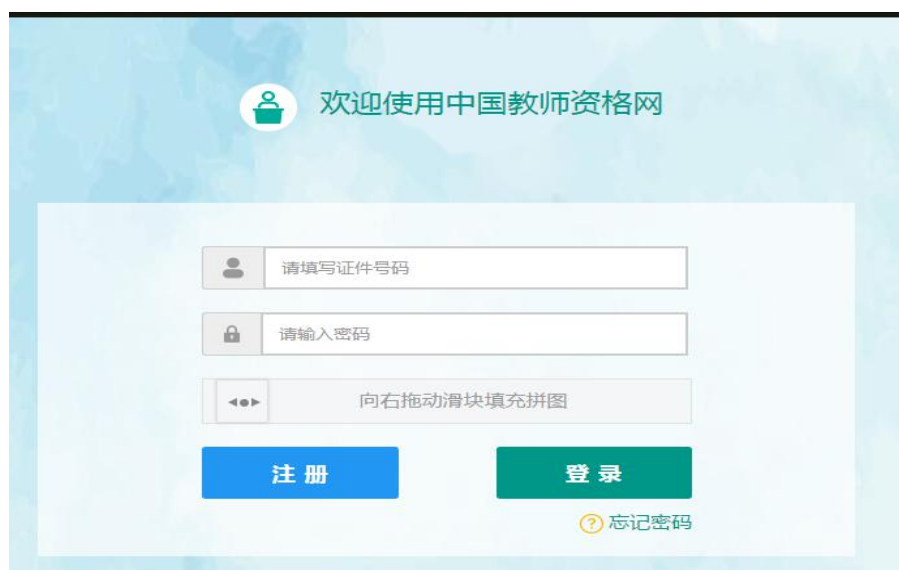 欢迎使用中国教师资格网
请填写证件号码
请输入密码
向右拖动滑块填充拼图
注册 登录
? 忘记密码